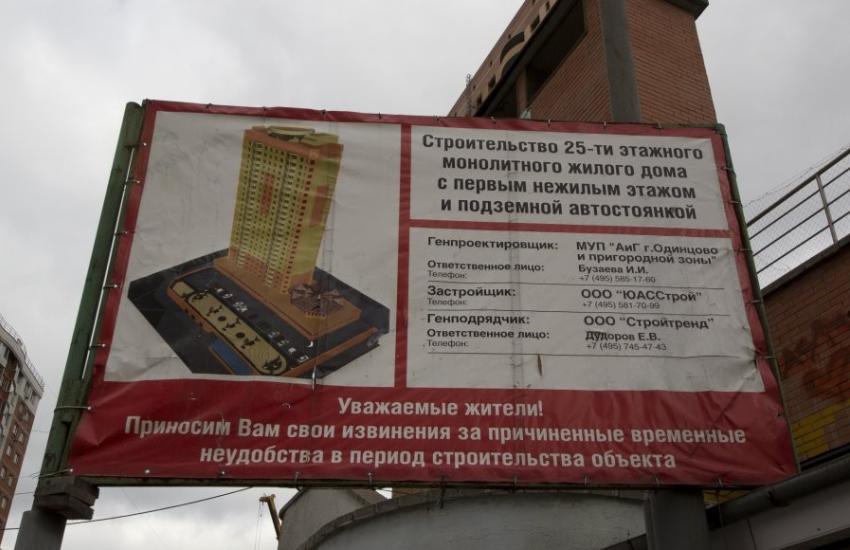 Строительство 25-ти этажного
монолитного жилого дома
с первым нежилым этажом
и подземной автостоянкой
Генпроектировщик: МУП "АиГ г.Одинцово
и пригородной зоны"
Ответственное лицо: Бузаева И.И.
Телефон: +7 (495) 585-17-60
Застройщик: ООО "ЮАССтрой"
Телефон: +7 (495) 581-70-99
Генподрядчик: ООО "Стройтренд"
Ответственное лицо: Дудоров Е.В.
Телефон: +7 (495) 745-47-43
Уважаемые жители!
Приносим Вам свои извинения за причиненные временные
неудобства в период строительства объекта